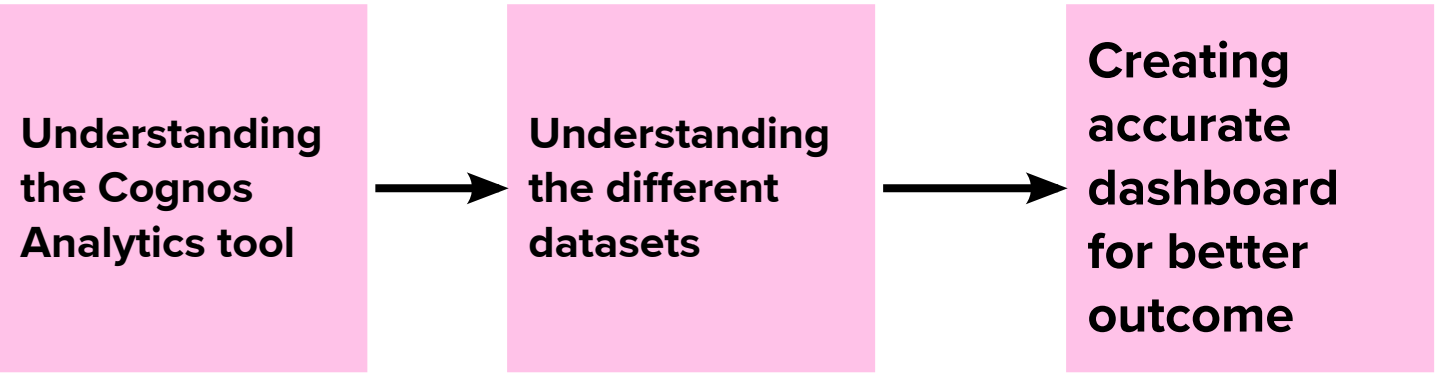 Understanding
the Cognos
Analytics tool
Understanding
the different
datasets
Creating
accurate
dashboard
for better
outcome